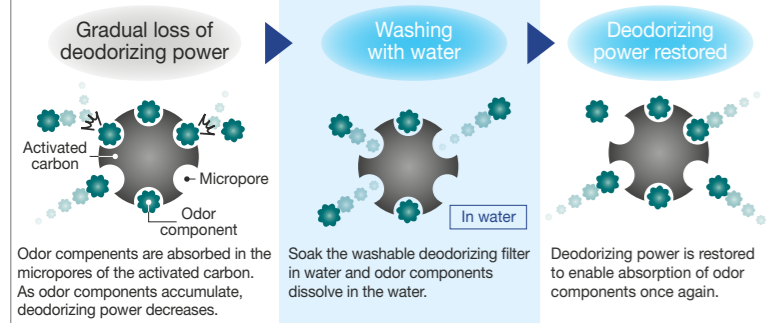 Gradual loss of
deodorizing power
Washing
with water
Deodorizing
power restored
Activated
carbon
Micropore
Odor
component
In water
Odor compenents are absorbed in the
micropores of the activated carbon.
As odor components accumulate,
deodorizing power decreases.
Soak the washable deodorizing filter
in water and odor components
dissolve in the water.
Deodorizing power is restored
to enable absorption of odor
components once again.